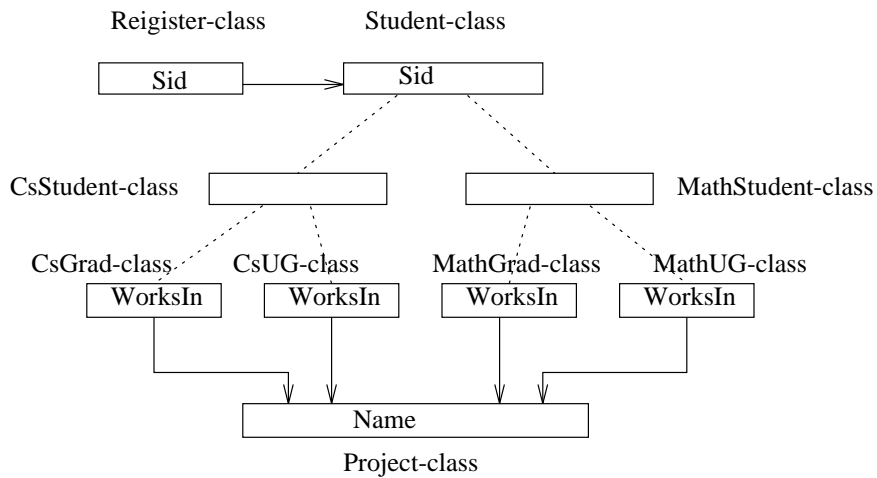 Reigister-class Student-class
Sid Sid
CsStudent-class MathStudent-class
CsGrad-class CsUG-class MathGrad-class MathUG-class
WorksIn WorksIn WorksIn WorksIn
Name
Project-class